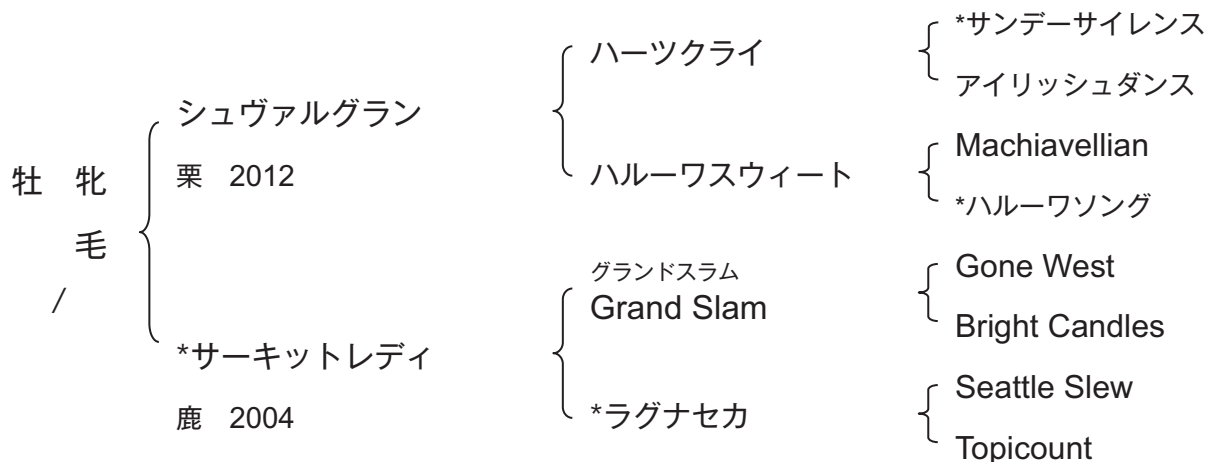 牡 牝
毛
/
シュヴァルグラン
栗 2012
*サーキットレディ
鹿 2004
ハーツクライ
ハルーワスウィート
グランドスラム
Grand Slam
*ラグナセカ
*サンデーサイレンス
アイリッシュダンス
Machiavellian
*ハルーワソング
Gone West
Bright Candles
Seattle Slew
Topicount